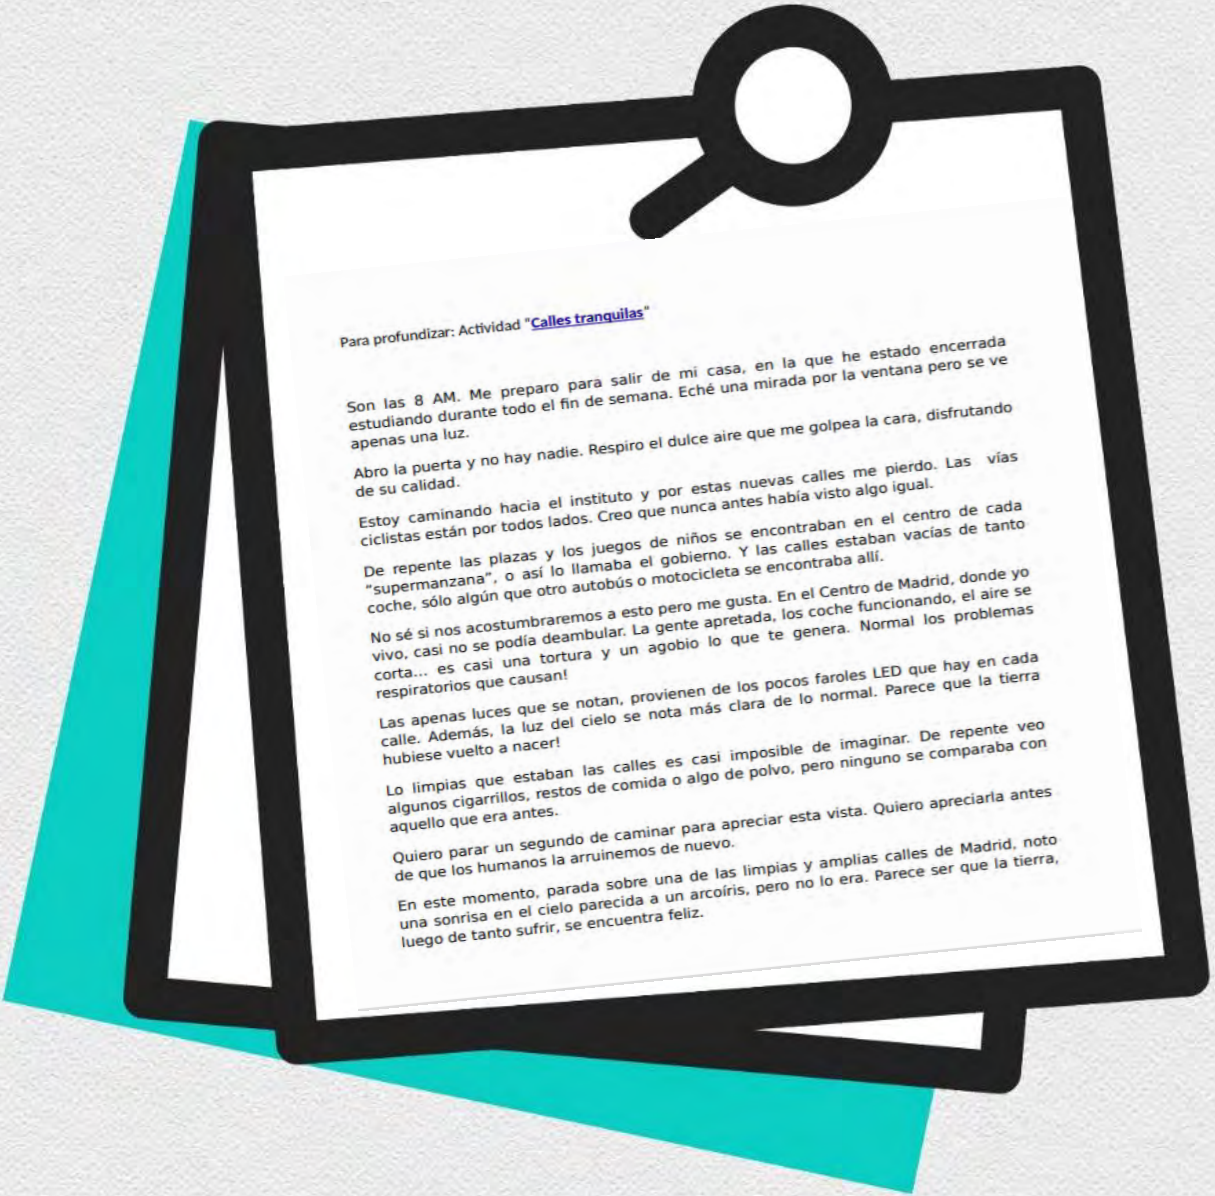 Para profundizar: Actividad "Calles tranquilas"
Son las 8 AM. Me preparo para salir de mi casa, en la que he estado encerrada
estudiando durante todo el fin de semana. Eché una mirada por la ventana pero se ve
apenas una luz.
Abro la puerta y no hay nadie. Respiro el dulce aire que me golpea la cara, disfrutando
de su calidad.
Estoy caminando hacia el instituto y por estas nuevas calles me pierdo. Las vías
ciclistas están por todos lados. Creo que nunca antes había visto algo igual.
De repente las plazas y los juegos de niños se encontraban en el centro de cada
"supermanzana", o así lo llamaba el gobierno. Y las calles estaban vacías de tanto
coche, sólo algún que otro autobús o motocicleta se encontraba allí.
No sé si nos acostumbraremos a esto pero me gusta. En el Centro de Madrid, donde yo
vivo, casi no se podía deambular. La gente apretada, los coche funcionando, el aire se
corta... es casi una tortura y un agobio lo que te genera. Normal los problemas
respiratorios que causan!
Las apenas luces que se notan, provienen de los pocos faroles LED que hay en cada
calle. Además, la luz del cielo se nota más clara de lo normal. Parece que la tierra
hubiese vuelto a nacer!
Lo limpias que estaban las calles es casi imposible de imaginar. De repente veo
algunos cigarrillos, restos de comida o algo de polvo, pero ninguno se comparaba con
aquello que era antes.
Quiero parar un segundo de caminar para apreciar esta vista. Quiero apreciarla antes
de que los humanos la arruinemos de nuevo.
En este momento, parada sobre una de las limpias y amplias calles de Madrid, noto
una sonrisa en el cielo parecida a un arcoíris, pero no lo era. Parece ser que la tierra,
luego de tanto sufrir, se encuentra feliz.